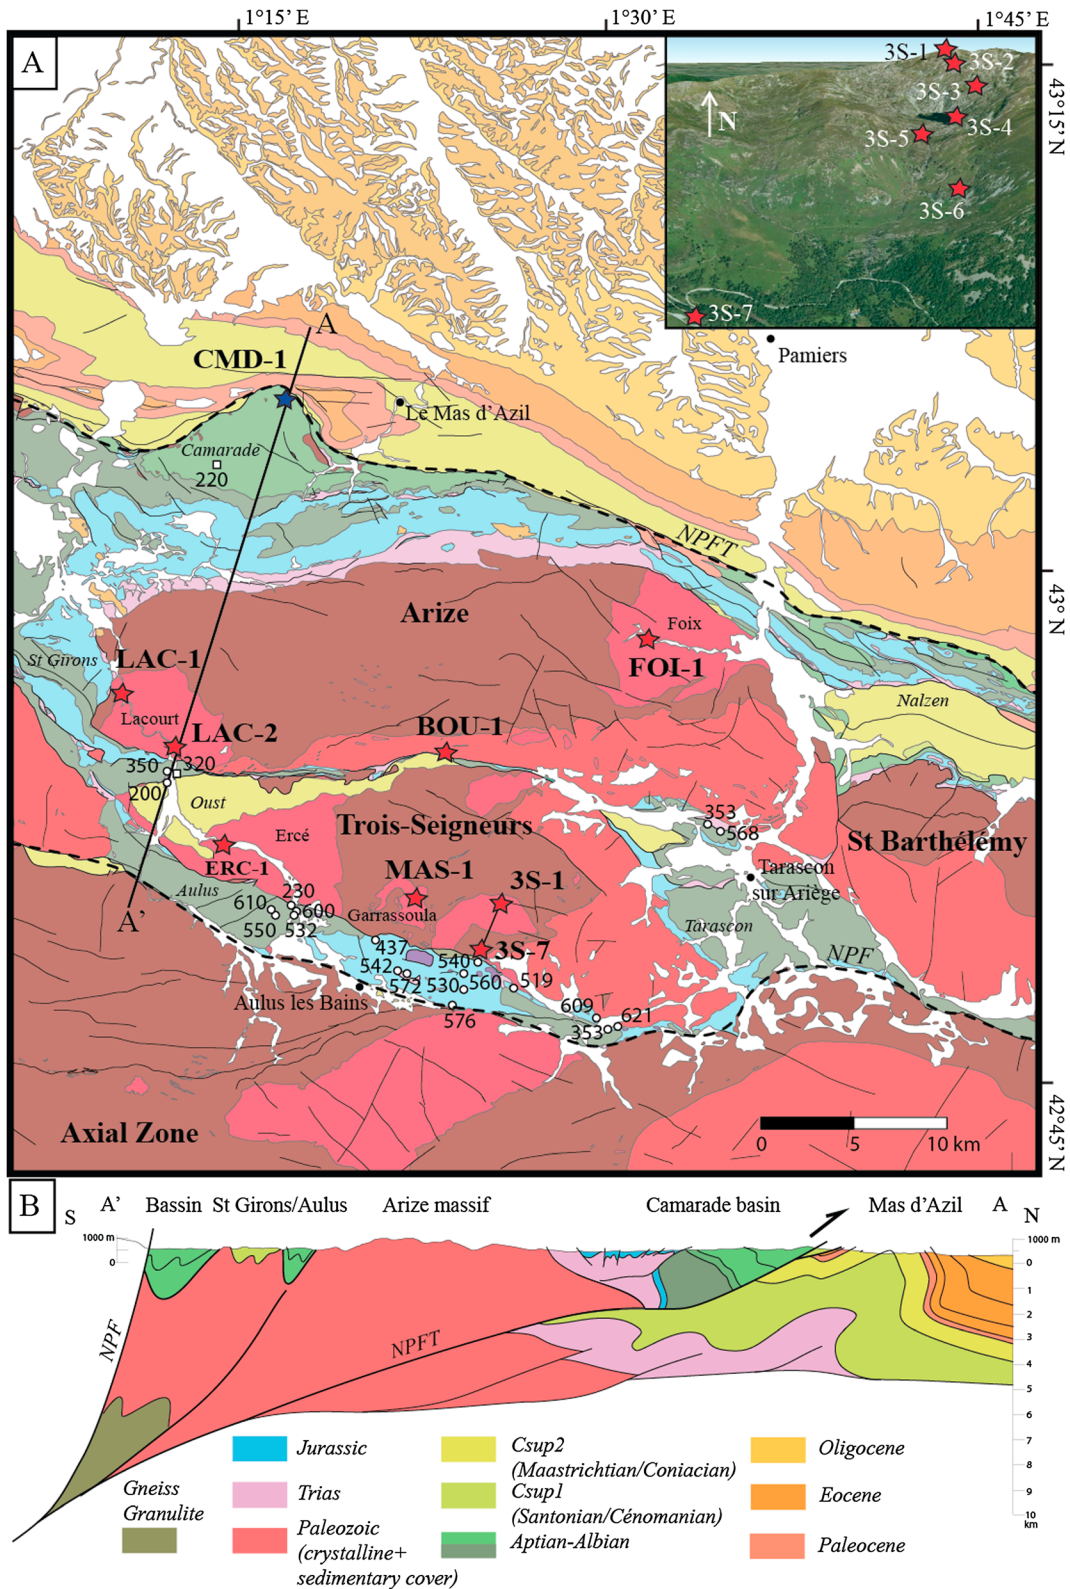 1°15' E
1°30' E
1°45' E
A
3S-1
3S-2
3S-3
3S-4
3S-5
3S-6
3S-7
N
43°15' N
Pamiers
A
CMD-1
Le Mas d'Azil
Camarade
220
NPFT
43° N
Arize
Foix
FOI-1
St Girons
LAC-1
Lacourt
LAC-2
BOU-1
Nalzen
350
320
200
Oust
Ercé
Trois-Seigneurs
353
568
St Barthélémy
ERC-1
MAS-1
3S-1
Tarascon
sur Ariège
Aulus
610
230
600
550
532
Garrassoula
A'
437
3S-7
Tarascon
NPF
542
540
572
530
560
519
Aulus les Bains
576
609
621
353
Axial Zone
0
5
10 km
42°45' N
B
S
A'
Bassin
St Girons/Aulus
Arize massif
Camarade basin
Mas d'Azil
A
N
1000 m
0
1000 m
0
1
2
3
4
5
6
7
8
9
10
km
NPF
NPFT
Gneiss
Granulite
Jurassic
Trias
Paleozoic
(crystalline+
sedimentary cover)
Csup2
(Maastrichtian/Coniacian)
Csup1
(Santonian/Cénomanian)
Aptian-Albian
Oligocene
Eocene
Paleocene